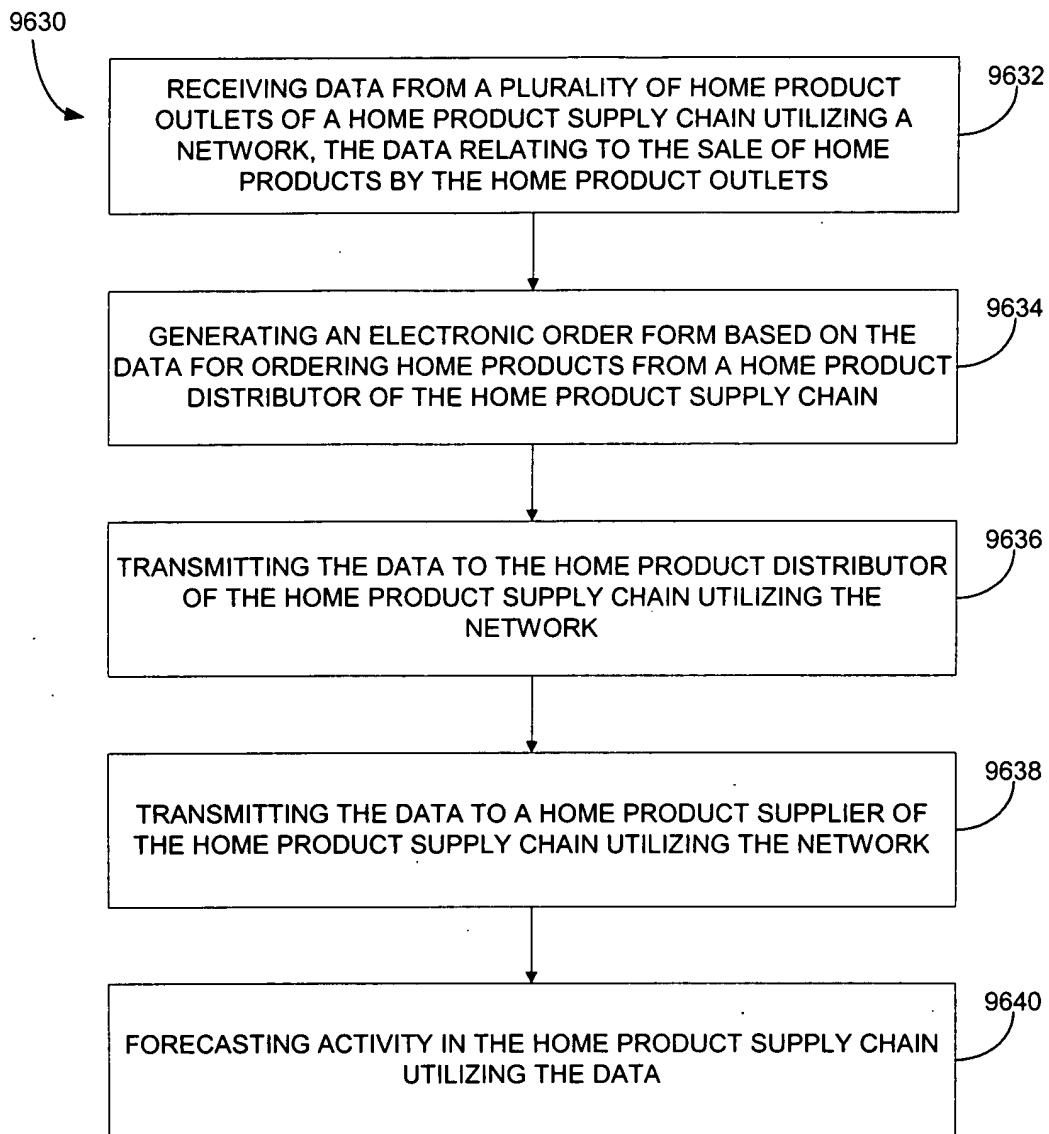 9630
9632
RECEIVING DATA FROM A PLURALITY OF HOME PRODUCT
OUTLETS OF A HOME PRODUCT SUPPLY CHAIN UTILIZING A
NETWORK, THE DATA RELATING TO THE SALE OF HOME
PRODUCTS BY THE HOME PRODUCT OUTLETS
9634
GENERATING AN ELECTRONIC ORDER FORM BASED ON THE
DATA FOR ORDERING HOME PRODUCTS FROM A HOME PRODUCT
DISTRIBUTOR OF THE HOME PRODUCT SUPPLY CHAIN
9636
TRANSMITTING THE DATA TO THE HOME PRODUCT DISTRIBUTOR
OF THE HOME PRODUCT SUPPLY CHAIN UTILIZING THE
NETWORK
9638
TRANSMITTING THE DATA TO A HOME PRODUCT SUPPLIER OF
THE HOME PRODUCT SUPPLY CHAIN UTILIZING THE NETWORK
9640
FORECASTING ACTIVITY IN THE HOME PRODUCT SUPPLY CHAIN
UTILIZING THE DATA